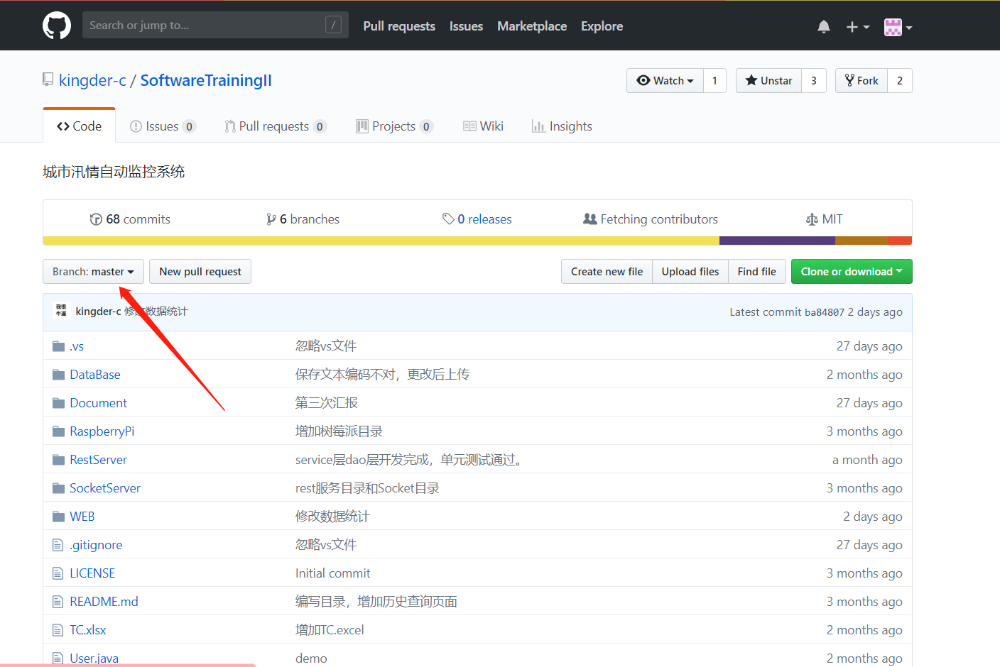 Search or jump to... / Pull requests Issues Marketplace Explore
kingder-c / SoftwareTrainingII Watch 1 Unstar 3 Fork 2
Code Issues 0 Pull requests 0 Projects 0 Wiki Insights
城市汛情自动监控系统
68 commits 6 branches 0 releases Fetching contributors MIT
Branch: master New pull request Create new file Upload files Find file Clone or download
我很
牛逼
kingder-c 修改数据统计 Latest commit ba84807 2 days ago
.vs 忽略vs文件 27 days ago
DataBase 保存文本编码不对，更改后上传 2 months ago
Document 第三次汇报 27 days ago
RaspberryPi 增加树莓派目录 3 months ago
RestServer service层dao层开发完成，单元测试通过。 a month ago
SocketServer rest服务目录和Socket目录 3 months ago
WEB 修改数据统计 2 days ago
.gitignore 忽略vs文件 27 days ago
LICENSE Initial commit 3 months ago
README.md 编写目录，增加历史查询页面 3 months ago
TC.xlsx 增加TC.excel 2 months ago
User.java demo 2 months ago